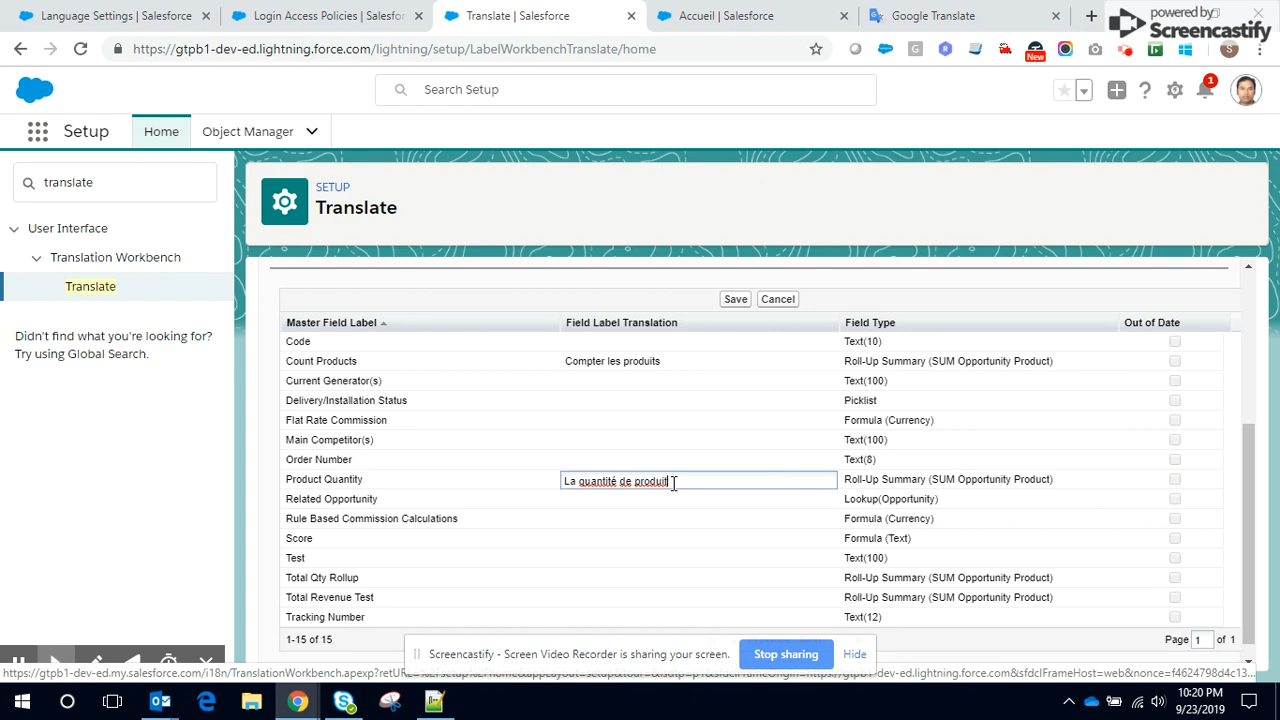 Language Settings | Salesforce
Login Access Policies | Salesfo
Translate | Salesforce
Accueil | Salesforce
Google Translate
powered by
Screencastify
https://gtpb1-dev-ed.lightning.force.com/lightning/setup/LabelWorkbenchTranslate/home
New
Search Setup
1
Setup
Home
Object Manager
translate
User Interface
Translation Workbench
Translate
Didn't find what you're looking for?
Try using Global Search.
SETUP
Translate
Save Cancel
Master Field Label Field Label Translation Field Type Out of Date
Code Text(10)
Count Products Compter les produits Roll-Up Summary (SUM Opportunity Product)
Current Generator(s) Text(100)
Delivery/Installation Status Picklist
Flat Rate Commission Formula (Currency)
Main Competitor(s) Text(100)
Order Number Text(8)
Product Quantity La quantité de produit Roll-Up Summary (SUM Opportunity Product)
Related Opportunity Lookup(Opportunity)
Rule Based Commission Calculations Formula (Currency)
Score Formula (Text)
Test Text(100)
Total Qty Rollup Roll-Up Summary (SUM Opportunity Product)
Total Revenue Test Roll-Up Summary (SUM Opportunity Product)
Tracking Number Text(12)
1-15 of 15 Page 1 of 1
Screencastify - Screen Video Recorder is sharing your screen. Stop sharing Hide
10:20 PM
9/23/2019